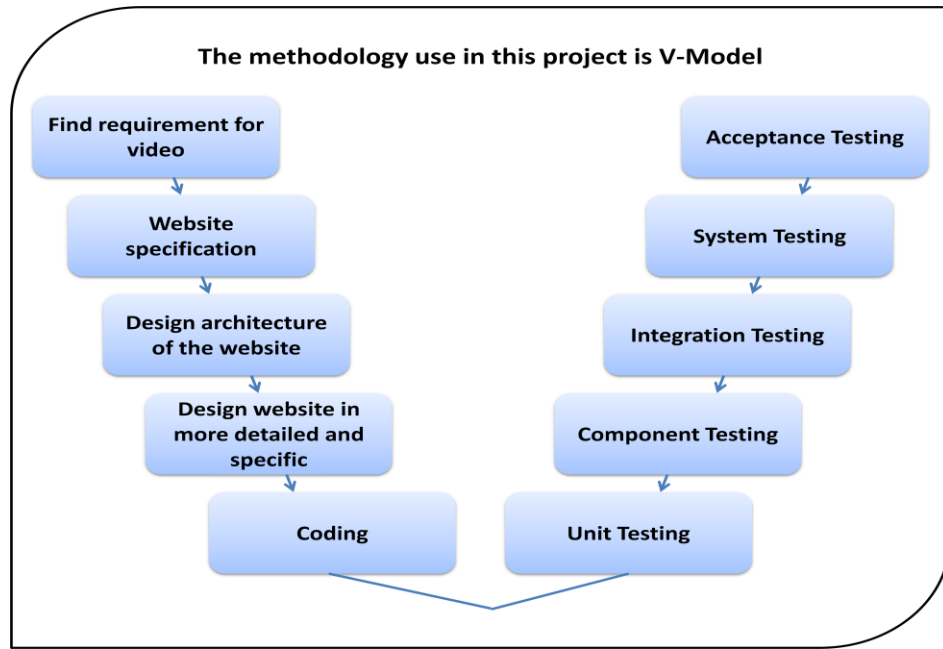 The methodology use in this project is V-Model
Find requirement for
video
Website
specification
Design architecture
of the website
Design website in
more detailed and
specific
Coding
Acceptance Testing
System Testing
Integration Testing
Component Testing
Unit Testing